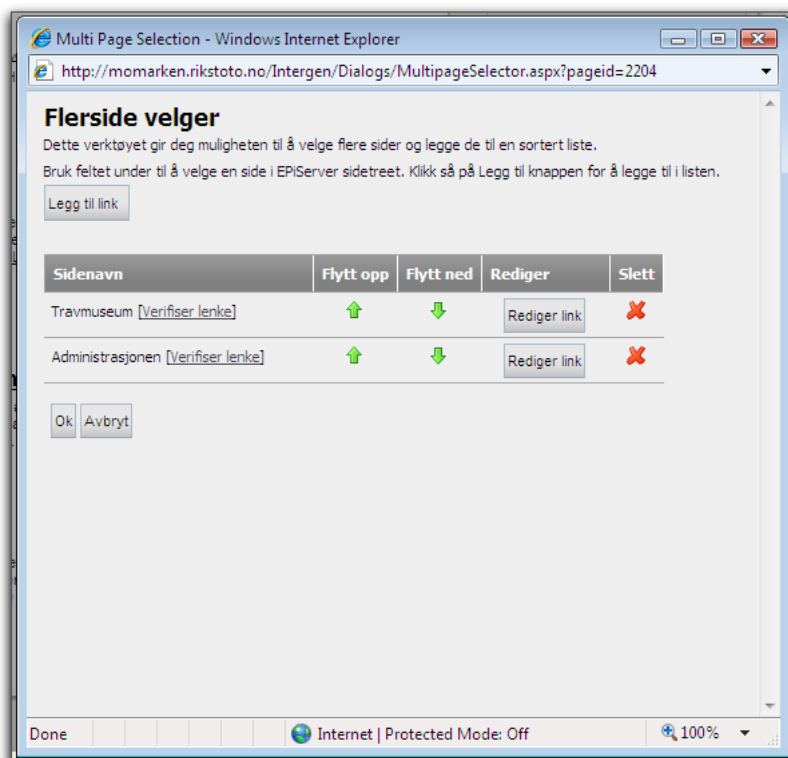 Multi Page Selection - Windows Internet Explorer
http://momarken.rikstoto.no/Intergen/Dialogs/MultipageSelector.aspx?pageid=2204
Flerside velger
Dette verktøyet gir deg muligheten til å velge flere sider og legge de til en sortert liste.
Bruk feltet under til å velge en side i EPiServer sidetreet. Klikk så på Legg til knappen for å legge til i listen.
Legg til link
Sidenavn Flytt opp Flytt ned Rediger Slett
Travmuseum [Verifiser lenke] Rediger link
Administrasjonen [Verifiser lenke] Rediger link
Ok Avbryt
Done Internet | Protected Mode: Off 100%